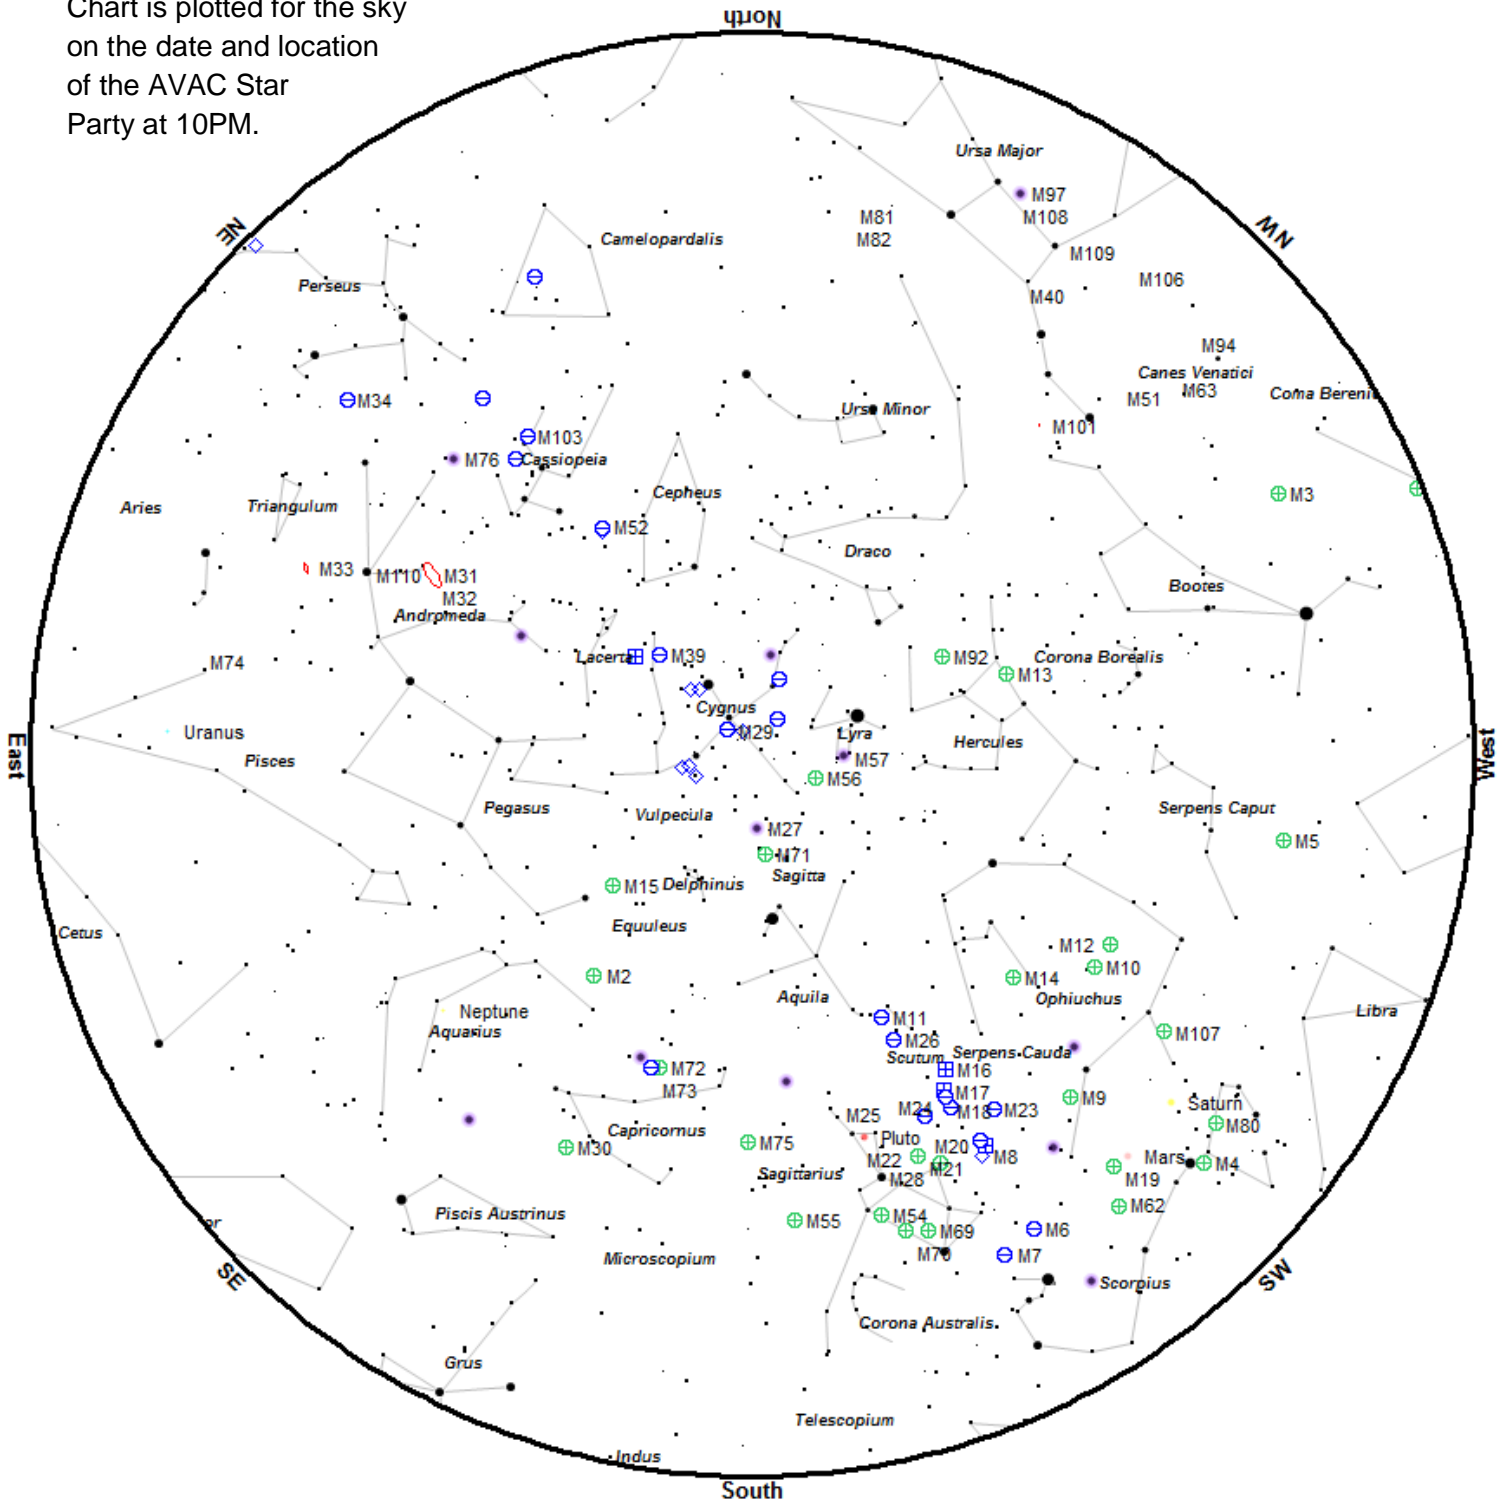 Chart is plotted for the sky
on the date and location
of the AVAC Star
Party at 10PM.
North
NE
NW
Ursa Major
M97
M81
M108
M82
Camelopardalis
M109
M106
Perseus
M40
M94
Canes Venatici
M63
Coma Bereni
M51
M34
Ursa Minor
M101
M103
M76
Cassiopeia
Cepheus
M3
Aries
Triangulum
M52
Draco
M33
M110
M31
M32
Bootes
Andromeda
M74
Lacerta
M39
M92
Corona Borealis
M13
Cygnus
Uranus
M29
Lyra
Hercules
East
West
Pisces
M57
M56
Pegasus
Vulpecula
Serpens Caput
M27
M5
M71
Sagitta
M15
Delphinus
Equuleus
Cetus
M12
M10
M2
M14
Aquila
Ophiuchus
Neptune
Libra
Aquarius
M11
M107
M26
Scutum
Serpens Cauda
M72
M16
M73
M17
M9
Saturn
M24
M18
M23
M25
M80
Capricornus
Pluto
M30
M75
M20
M22
M21
M8
Mars
M4
Sagittarius
M28
M19
M62
Piscis Austrinus
or
M55
M54
M69
M6
M70
M7
Microscopium
SE
SW
Scorpius
Corona Australis
Grus
Telescopium
Indus
South